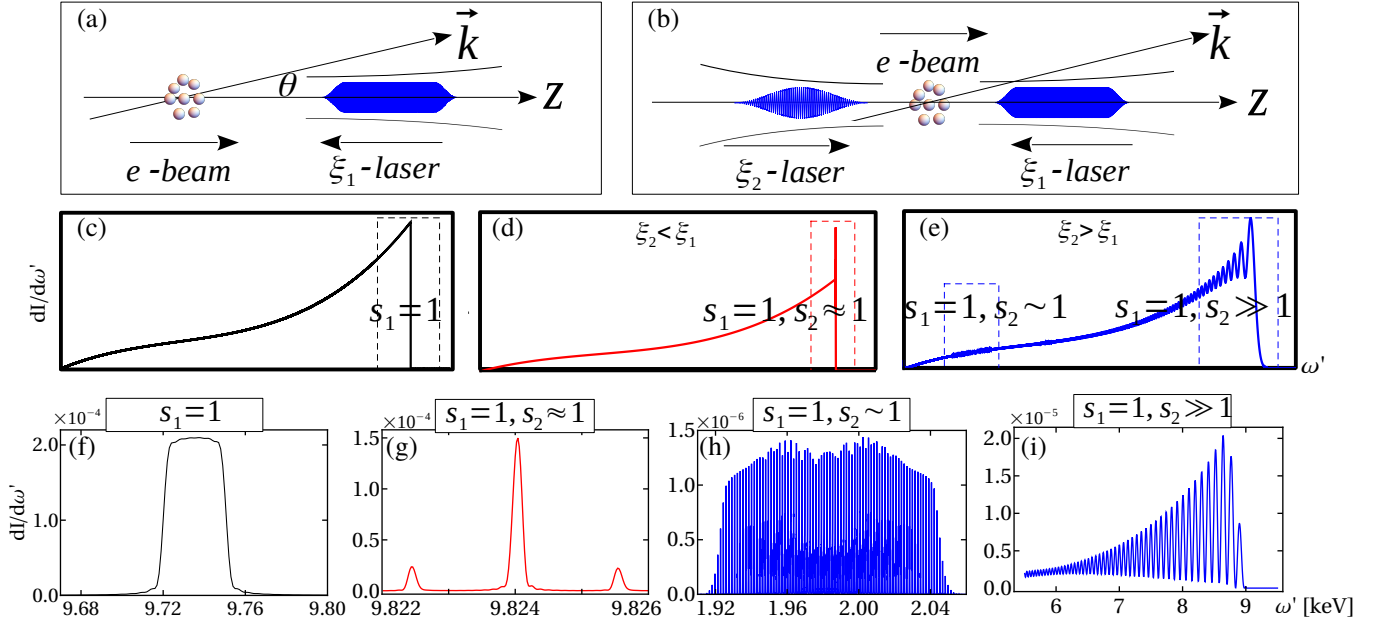 (a)
k
θ
z
e -beam
ξ₁-laser
(b)
e -beam
k
z
ξ₂-laser
ξ₁-laser
(c)
dI/dω'
s₁=1
(d)
ξ₂<ξ₁
s₁=1, s₂≈1
(e)
ξ₂>ξ₁
s₁=1, s₂~1
s₁=1, s₂≫1
ω'
×10⁻⁴
s₁=1
(f)
dI/dω'
2.0
1.0
0.0
9.68 9.72 9.76 9.80
×10⁻⁴
s₁=1, s₂≈1
(g)
1.5
1.0
0.5
0.0
9.822 9.824 9.826
×10⁻⁶
s₁=1, s₂~1
(h)
1.5
1.0
0.5
0.0
1.92 1.96 2.00 2.04
×10⁻⁵
s₁=1, s₂≫1
(i)
2.0
1.5
1.0
0.5
0.0
6 7 8 9
ω' [keV]